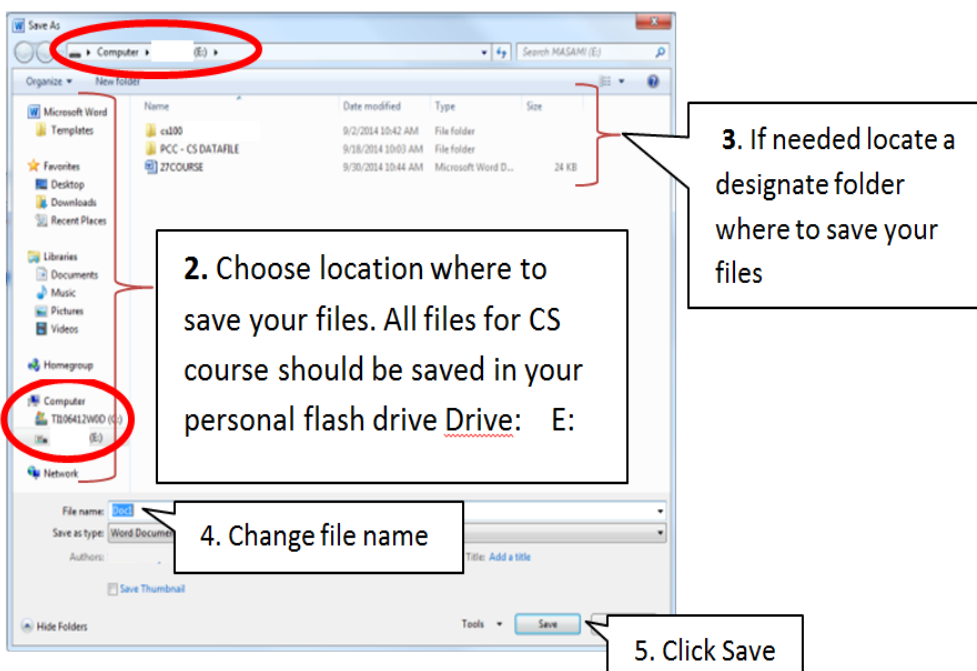 Save As
Computer (E:)
Search MASAMI (E:)
Organize New folder
Name Date modified Type Size
cs100 9/2/2014 10:42 AM File folder
PCC - CS DATAFILE 9/18/2014 10:03 AM File folder
27COURSE 9/30/2014 10:44 AM Microsoft Word D... 24 KB
Microsoft Word
Templates
Favorites
Desktop
Downloads
Recent Places
Libraries
Documents
Music
Pictures
Videos
Homegroup
Computer
TI106412W0D (C:)
(E:)
Network
3. If needed locate a
designate folder
where to save your
files
2. Choose location where to
save your files. All files for CS
course should be saved in your
personal flash drive Drive: E:
File name: Doc1
Save as type: Word Document
4. Change file name
Authors:
Title: Add a title
Save Thumbnail
Hide Folders
Tools Save
5. Click Save